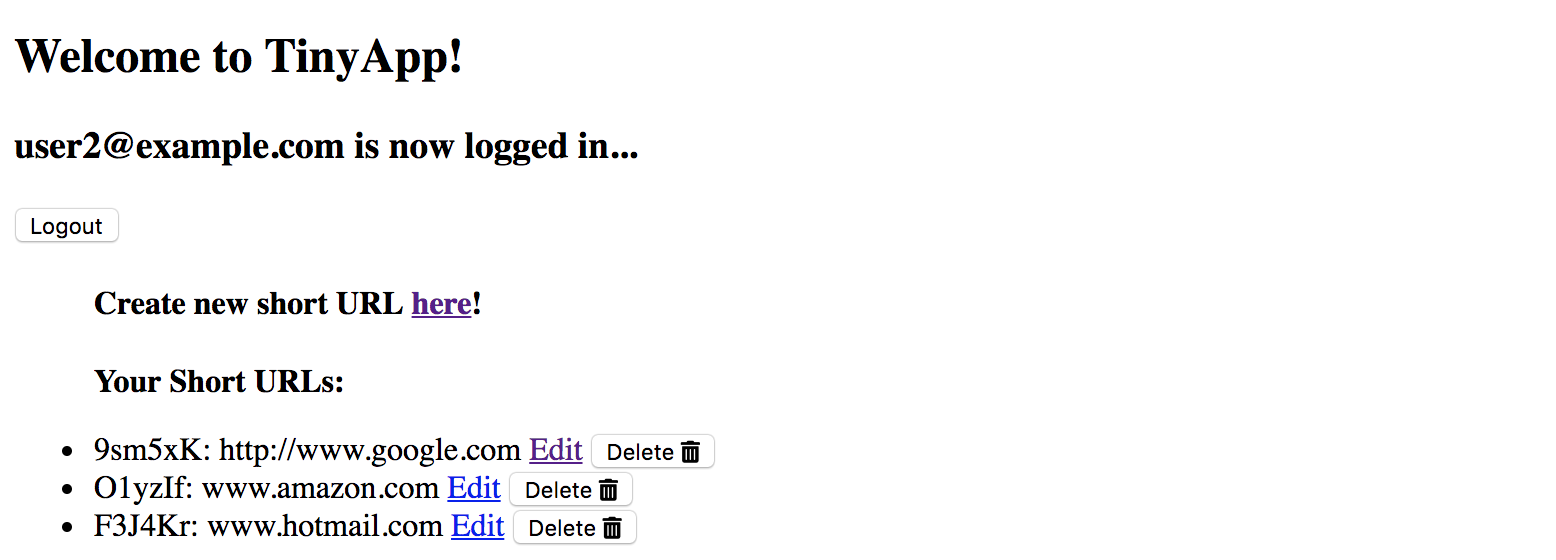 Welcome to TinyApp!
user2@example.com is now logged in...
Logout
Create new short URL here!
Your Short URLs:
9sm5xK: http://www.google.com Edit Delete
O1yzIf: www.amazon.com Edit Delete
F3J4Kr: www.hotmail.com Edit Delete